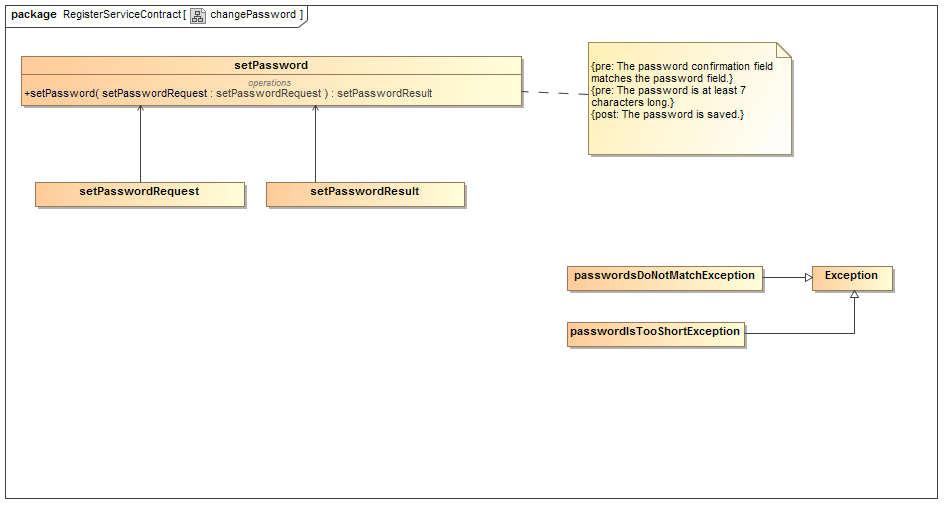 package RegisterServiceContract[ changePassword ]
setPassword
operations
+setPassword( setPasswordRequest : setPasswordRequest ) : setPasswordResult
{pre: The password confirmation field
matches the password field.}
{pre: The password is at least 7
characters long.}
{post: The password is saved.}
setPasswordRequest
setPasswordResult
passwordsDoNotMatchException
Exception
passwordIsTooShortException